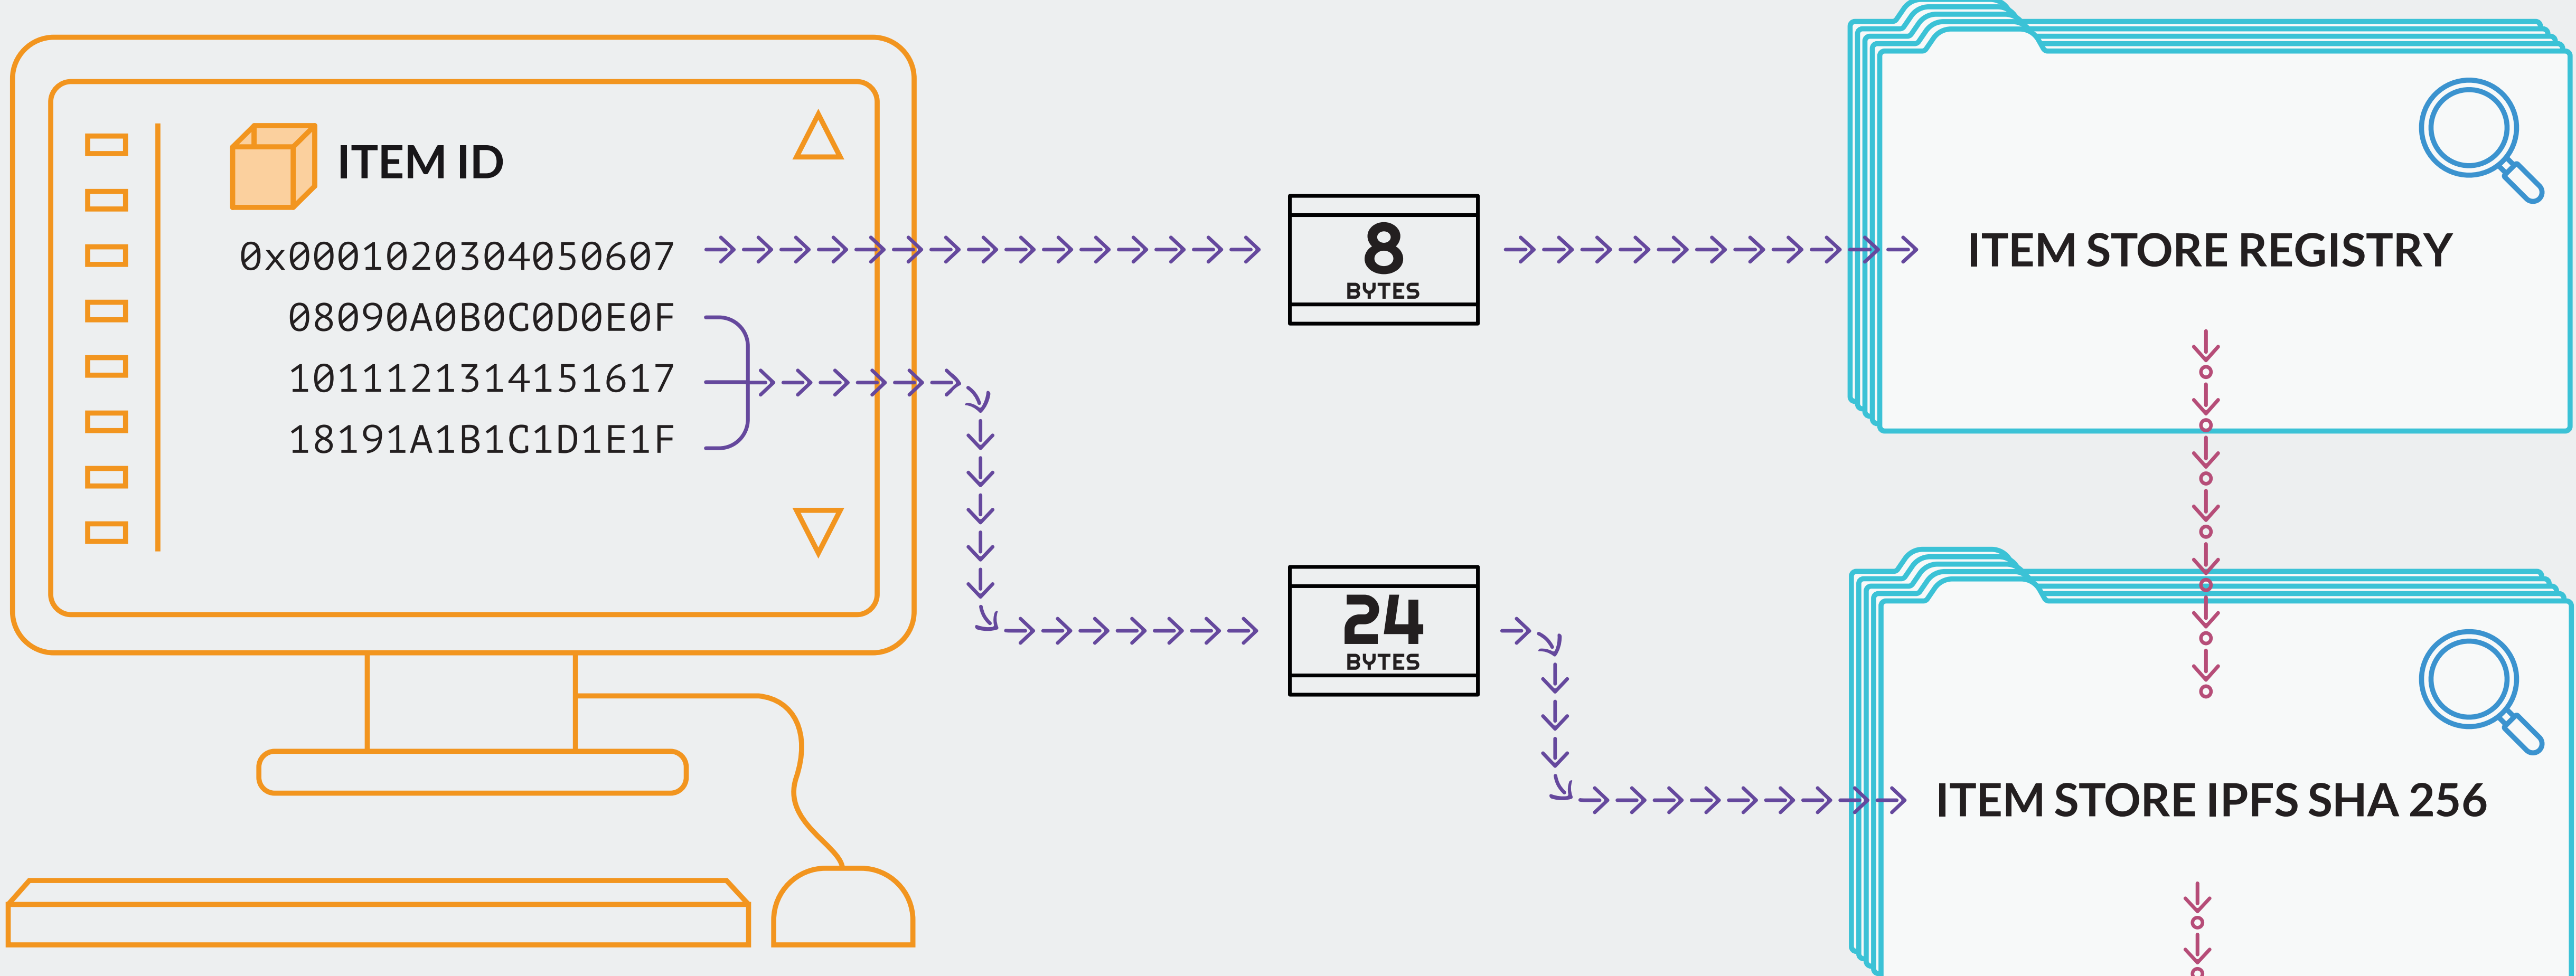 ITEM ID
0x0001020304050607
08090A0B0C0D0E0F
1011121314151617
18191A1B1C1D1E1F
8
BYTES
24
BYTES
ITEM STORE REGISTRY
ITEM STORE IPFS SHA 256